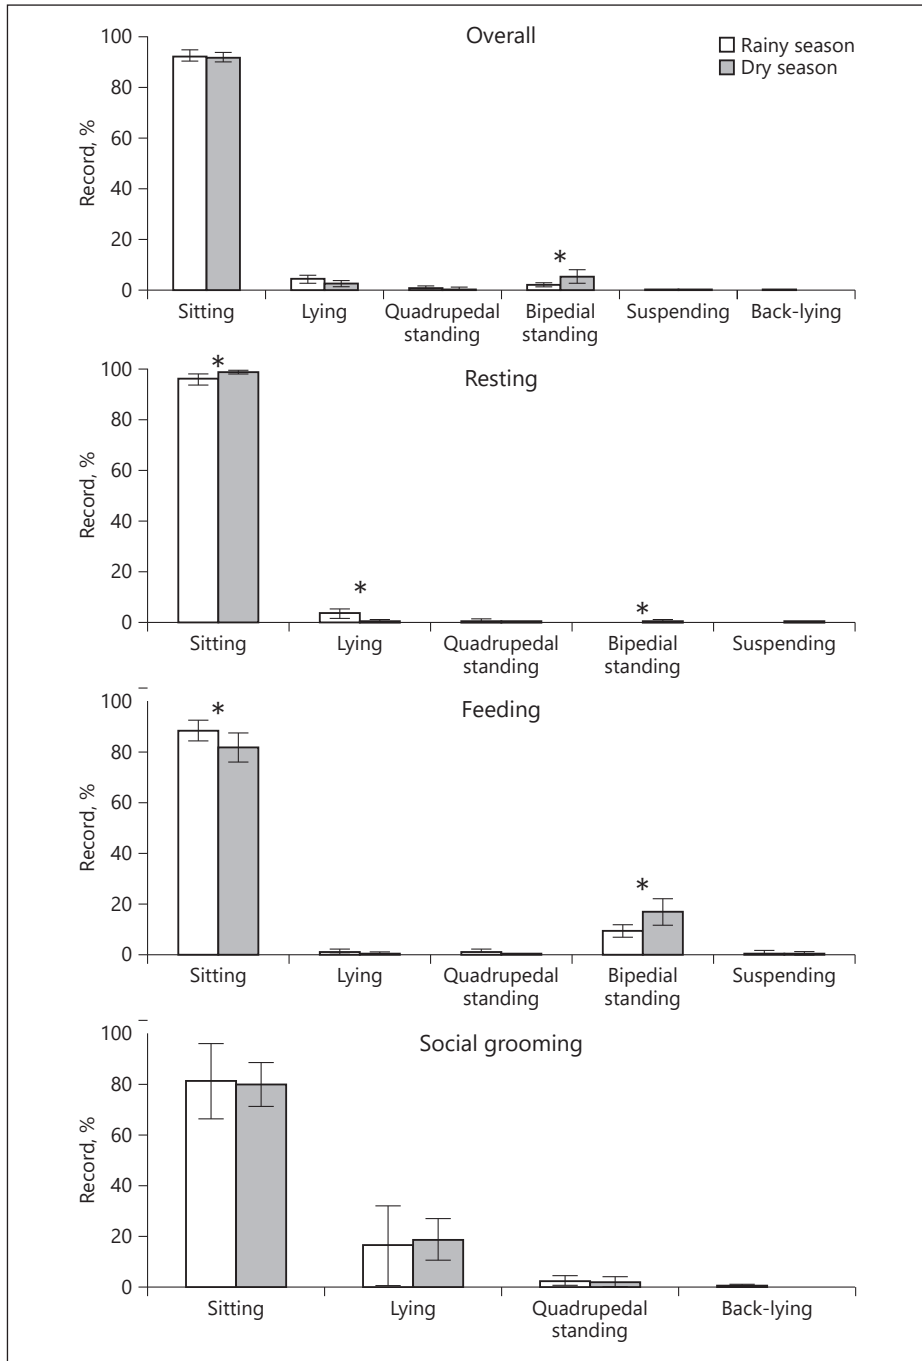 Overall
Rainy season
Dry season
Record, %
100
80
60
40
20
0
*
Sitting
Lying
Quadrupedal
standing
Bipedial
standing
Suspending
Back-lying
Resting
Record, %
100
80
60
40
20
0
*
*
*
Sitting
Lying
Quadrupedal
standing
Bipedial
standing
Suspending
Feeding
Record, %
100
80
60
40
20
0
*
*
Sitting
Lying
Quadrupedal
standing
Bipedial
standing
Suspending
Social grooming
Record, %
100
80
60
40
20
0
Sitting
Lying
Quadrupedal
standing
Back-lying